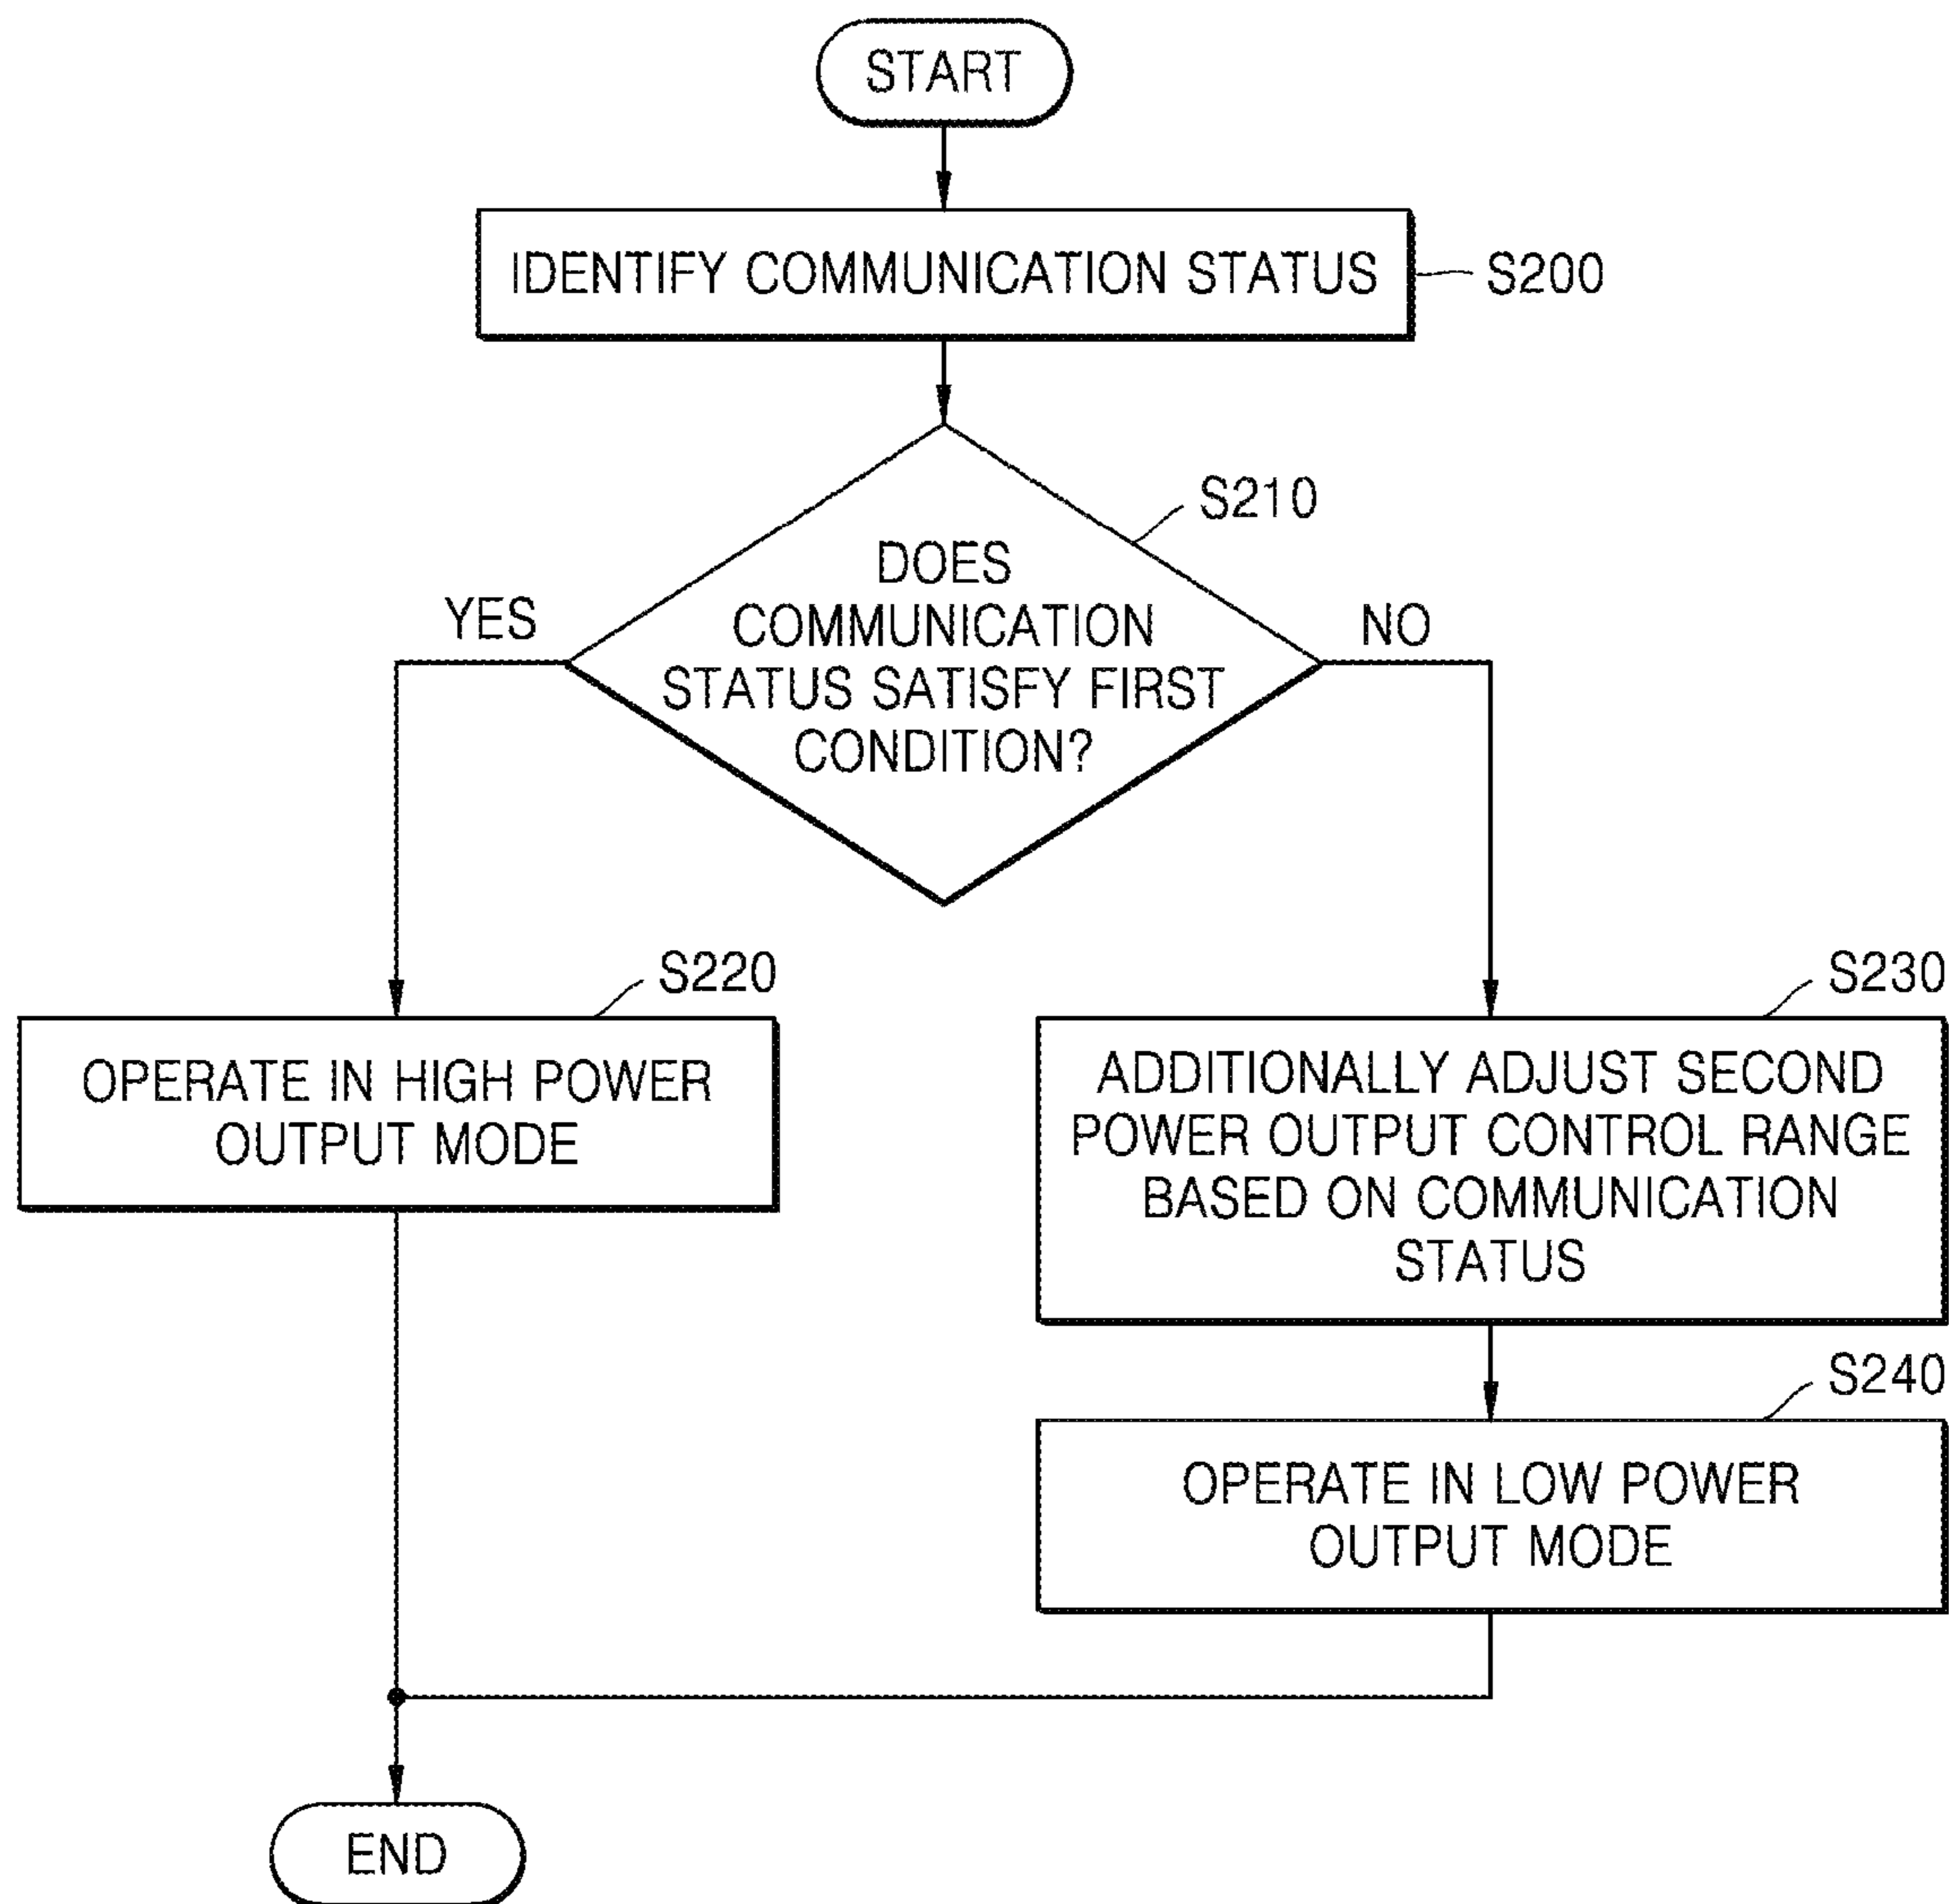 START
IDENTIFY COMMUNICATION STATUS
S200
S210
DOES
COMMUNICATION
STATUS SATISFY FIRST
CONDITION?
YES
NO
S220
OPERATE IN HIGH POWER
OUTPUT MODE
S230
ADDITIONALLY ADJUST SECOND
POWER OUTPUT CONTROL RANGE
BASED ON COMMUNICATION
STATUS
S240
OPERATE IN LOW POWER
OUTPUT MODE
END